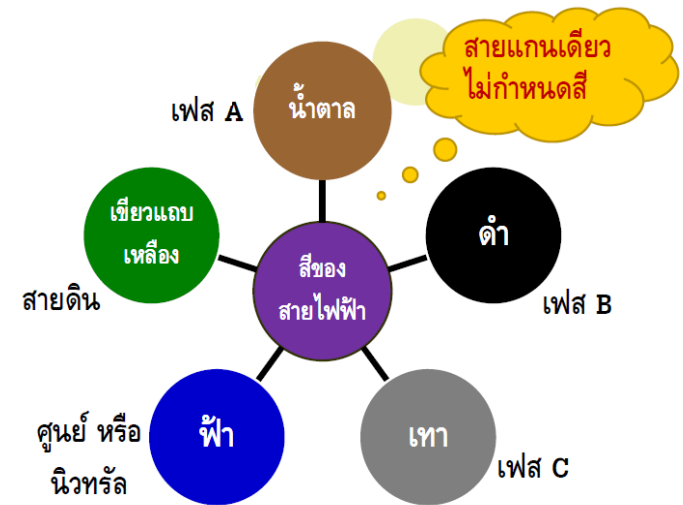 สายแกนเดียว
ไม่กำหนดสี
เฟส A
น้ำตาล
เขียวแถบ
เหลือง
สายดิน
สีของ
สายไฟฟ้า
ดำ
เฟส B
ศูนย์ หรือ
นิวทรัล
ฟ้า
เทา
เฟส C